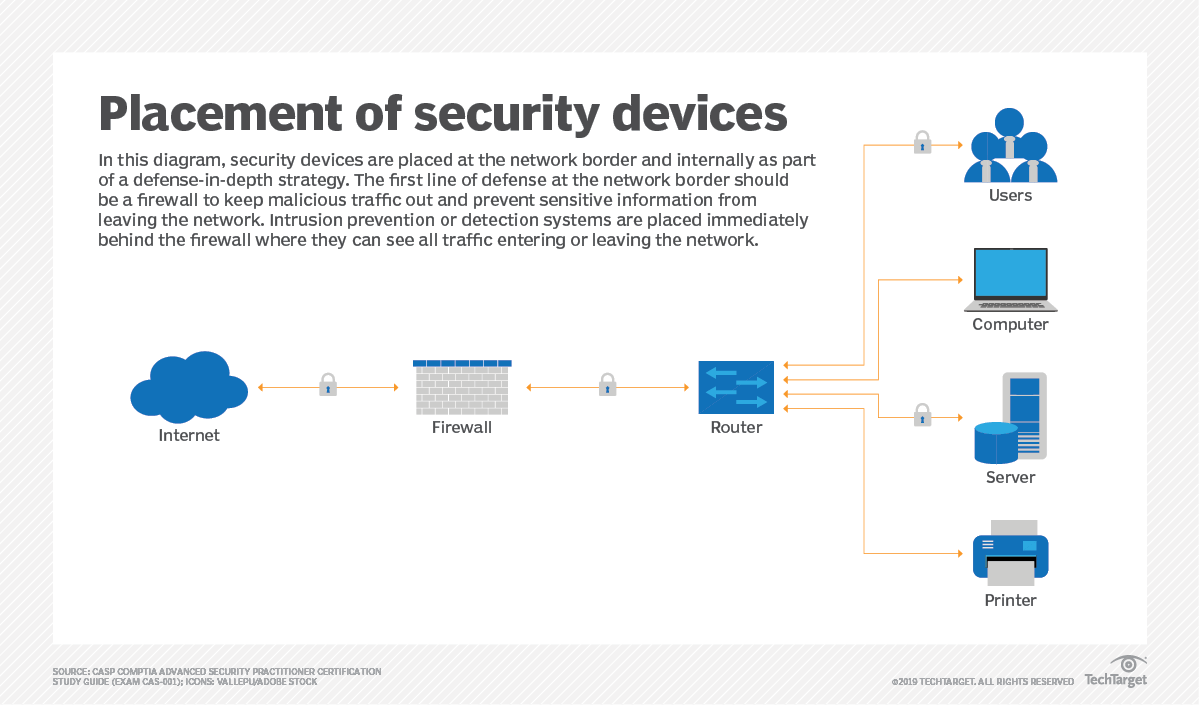 Placement of security devices
In this diagram, security devices are placed at the network border and internally as part
of a defense-in-depth strategy. The first line of defense at the network border should
be a firewall to keep malicious traffic out and prevent sensitive information from
leaving the network. Intrusion prevention or detection systems are placed immediately
behind the firewall where they can see all traffic entering or leaving the network.
Users
Computer
Internet
Firewall
Router
Server
Printer
SOURCE: CASP COMPTIA ADVANCED SECURITY PRACTITIONER CERTIFICATION
STUDY GUIDE (EXAM CAS-001); ICONS: VALLEPU/ADOBE STOCK
©2019 TECHTARGET. ALL RIGHTS RESERVED
TechTarget